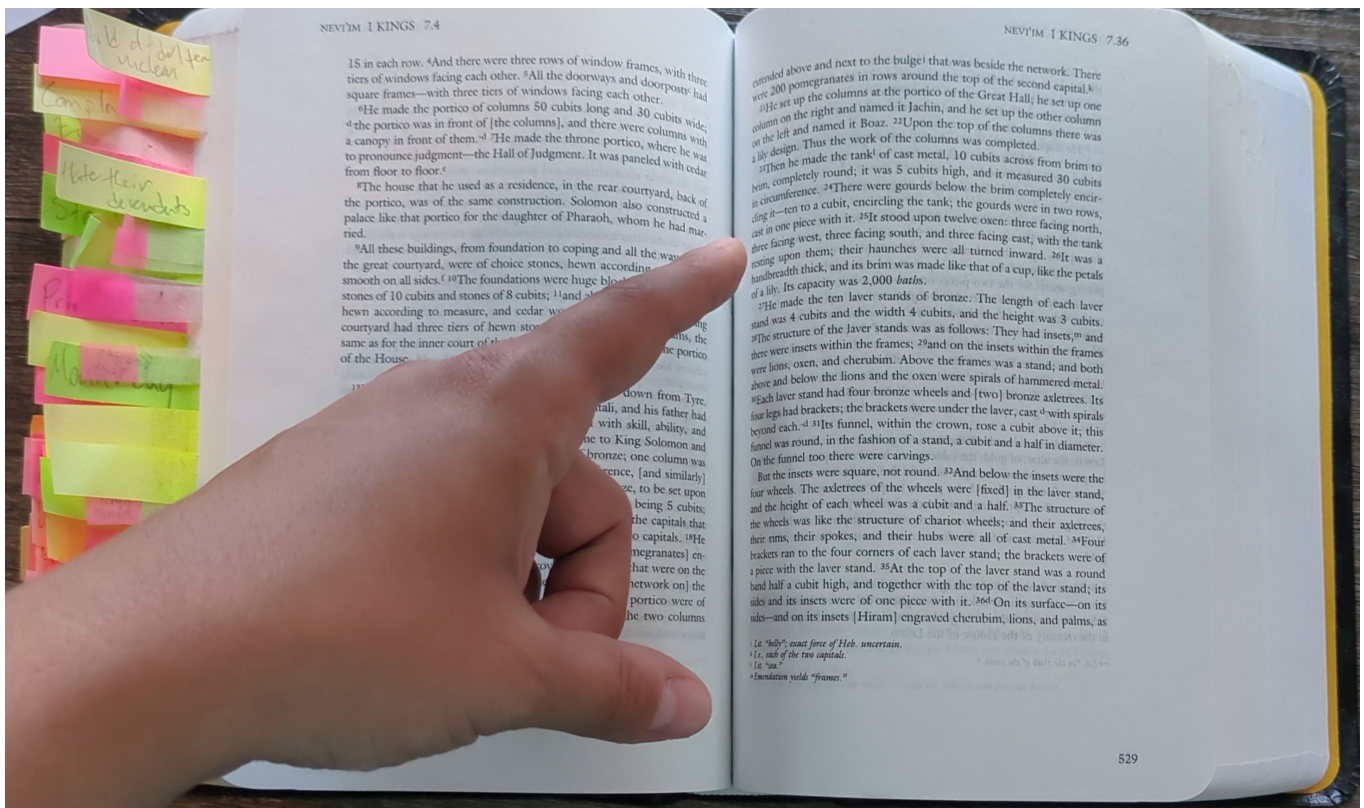 ld of dal/fem
unclear
Compla
Hate their
descendents
Pri
NEVI'IM I KINGS 7.4
15 in each row. ⁴And there were three rows of window frames, with three
tiers of windows facing each other. ⁵All the doorways and doorpostsᶜ had
square frames—with three tiers of windows facing each other.
⁶He made the portico of columns 50 cubits long and 30 cubits wide;
ᵈthe portico was in front of [the columns], and there were columns with
a canopy in front of them.⁻ᵈ ⁷He made the throne portico, where he was
to pronounce judgment—the Hall of Judgment. It was paneled with cedar
from floor to floor.ᵉ
⁸The house that he used as a residence, in the rear courtyard, back of
the portico, was of the same construction. Solomon also constructed a
palace like that portico for the daughter of Pharaoh, whom he had mar-
ried.
⁹All these buildings, from foundation to coping and all the way
the great courtyard, were of choice stones, hewn according
smooth on all sides.ᶠ ¹⁰The foundations were huge blo
stones of 10 cubits and stones of 8 cubits; ¹¹and
hewn according to measure, and cedar ng
courtyard had three tiers of hewn sto the
same as for the inner court of portico
of the House
down from Tyre.
tali, and his father had
with skill, ability, and
to King Solomon and
bronze; one column was
rence, [and similarly]
to be set upon
being 5 cubits;
the capitals that
o capitals. ¹⁸He
megranates] en-
hat were on the
network on] the
portico were of
he two columns
NEVI'IM I KINGS 7.36
extended above and next to the bulgeʲ that was beside the network. There
were 200 pomegranates in rows around the top of the second capital.ᵏ
²¹He set up the columns at the portico of the Great Hall; he set up one
column on the right and named it Jachin, and he set up the other column
on the left and named it Boaz. ²²Upon the top of the columns there was
a lily design. Thus the work of the columns was completed.
²³Then he made the tankˡ of cast metal, 10 cubits across from brim to
brim, completely round; it was 5 cubits high, and it measured 30 cubits
in circumference. ²⁴There were gourds below the brim completely encir-
cling it—ten to a cubit, encircling the tank; the gourds were in two rows,
cast in one piece with it. ²⁵It stood upon twelve oxen: three facing north,
three facing west, three facing south, and three facing east, with the tank
resting upon them; their haunches were all turned inward. ²⁶It was a
handbreadth thick, and its brim was made like that of a cup, like the petals
of a lily. Its capacity was 2,000 baths.
²⁷He made the ten laver stands of bronze. The length of each laver
stand was 4 cubits and the width 4 cubits, and the height was 3 cubits.
²⁸The structure of the laver stands was as follows: They had insets,ᵐ and
there were insets within the frames; ²⁹and on the insets within the frames
were lions, oxen, and cherubim. Above the frames was a stand; and both
above and below the lions and the oxen were spirals of hammered metal.
³⁰Each laver stand had four bronze wheels and [two] bronze axletrees. Its
four legs had brackets; the brackets were under the laver, cast ᵈ⁻with spirals
beyond each.⁻ᵈ ³¹Its funnel, within the crown, rose a cubit above it; this
funnel was round, in the fashion of a stand, a cubit and a half in diameter.
On the funnel too there were carvings.
But the insets were square, not round. ³²And below the insets were the
four wheels. The axletrees of the wheels were [fixed] in the laver stand,
and the height of each wheel was a cubit and a half. ³³The structure of
the wheels was like the structure of chariot wheels; and their axletrees,
their rims, their spokes, and their hubs were all of cast metal. ³⁴Four
brackets ran to the four corners of each laver stand; the brackets were of
a piece with the laver stand. ³⁵At the top of the laver stand was a round
band half a cubit high, and together with the top of the laver stand; its
sides and its insets were of one piece with it. ³⁶ᵈ⁻On its surface—on its
sides—and on its insets [Hiram] engraved cherubim, lions, and palms, as
ʲ Lit. "belly"; exact force of Heb. uncertain.
ᵏ I.e., each of the two capitals.
ˡ Lit. "sea."
ᵐ Emendation yields "frames."
529